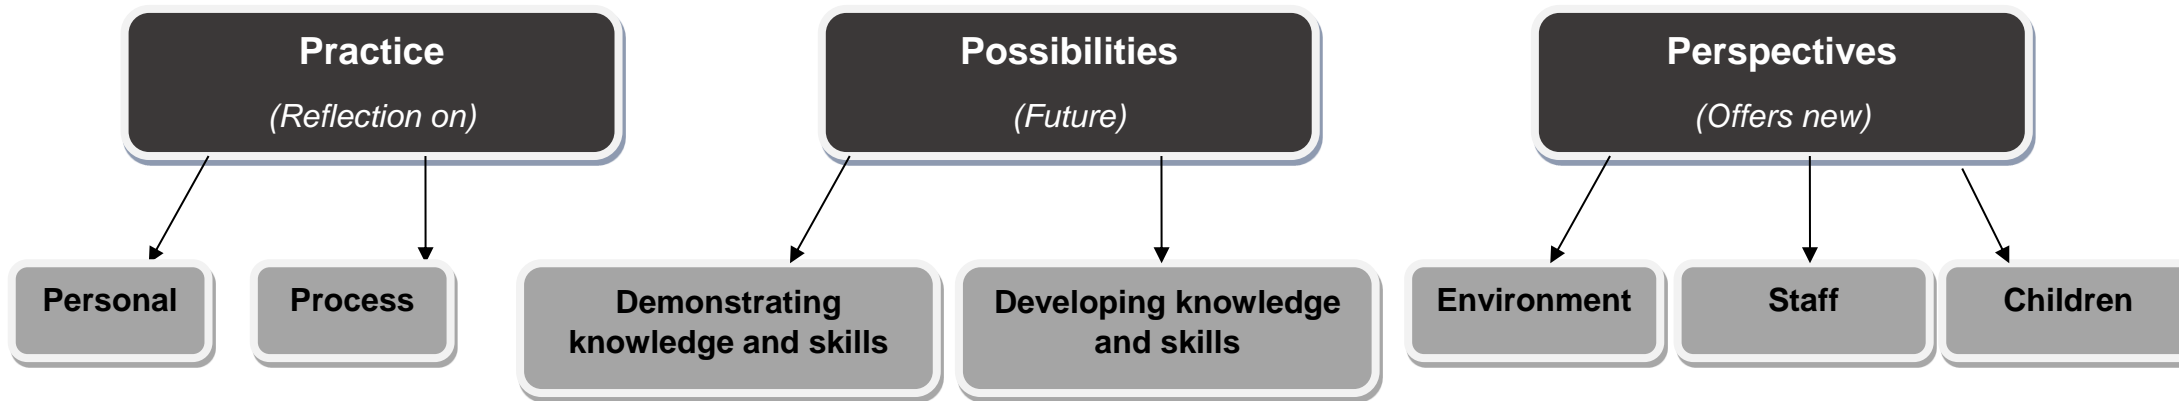 Practice
(Reflection on)
Possibilities
(Future)
Perspectives
(Offers new)
Personal
Process
Demonstrating
knowledge and skills
Developing knowledge
and skills
Environment
Staff
Children